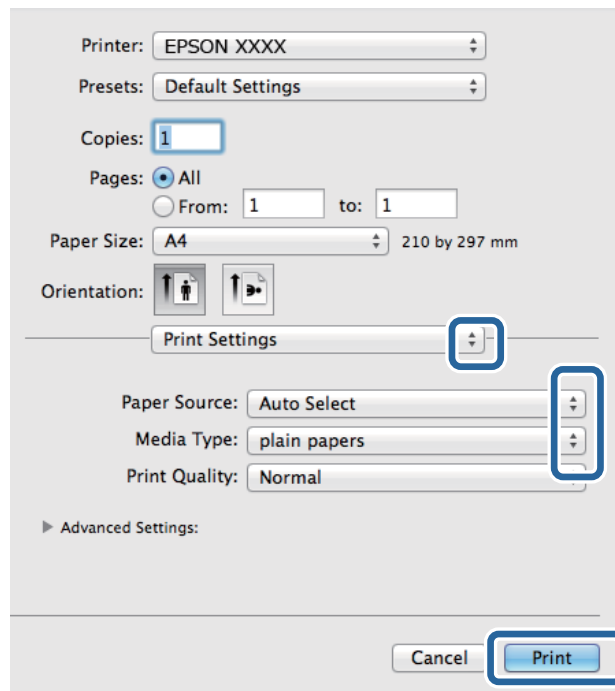 Printer: EPSON XXXX
Presets: Default Settings
Copies: 1
Pages: All
From: 1 to: 1
Paper Size: A4 210 by 297 mm
Orientation:
Print Settings
Paper Source: Auto Select
Media Type: plain papers
Print Quality: Normal
Advanced Settings:
Cancel Print